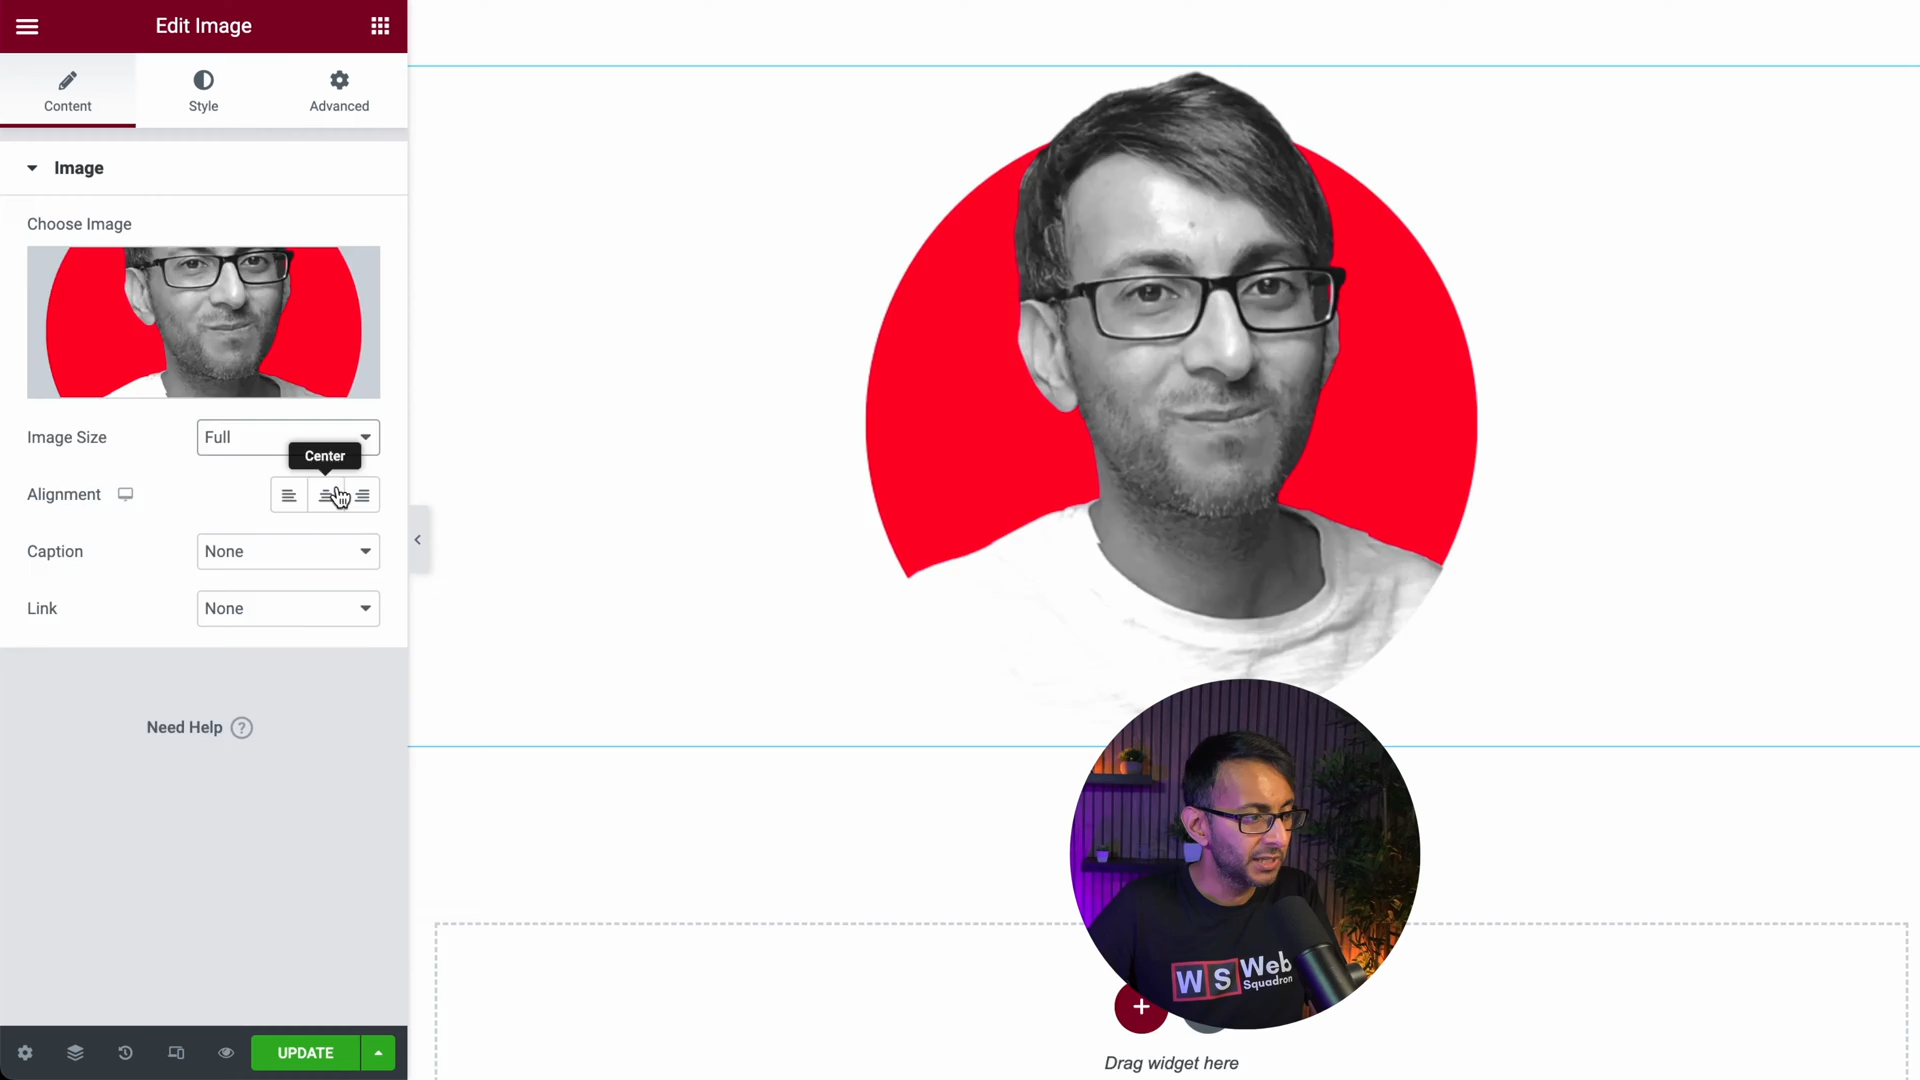 Edit Image
Content
Style
Advanced
Image
Choose Image
Image Size
Full
Center
Alignment
Caption
None
Link
None
Need Help ?
UPDATE
WS Web
Squadron
+
Drag widget here